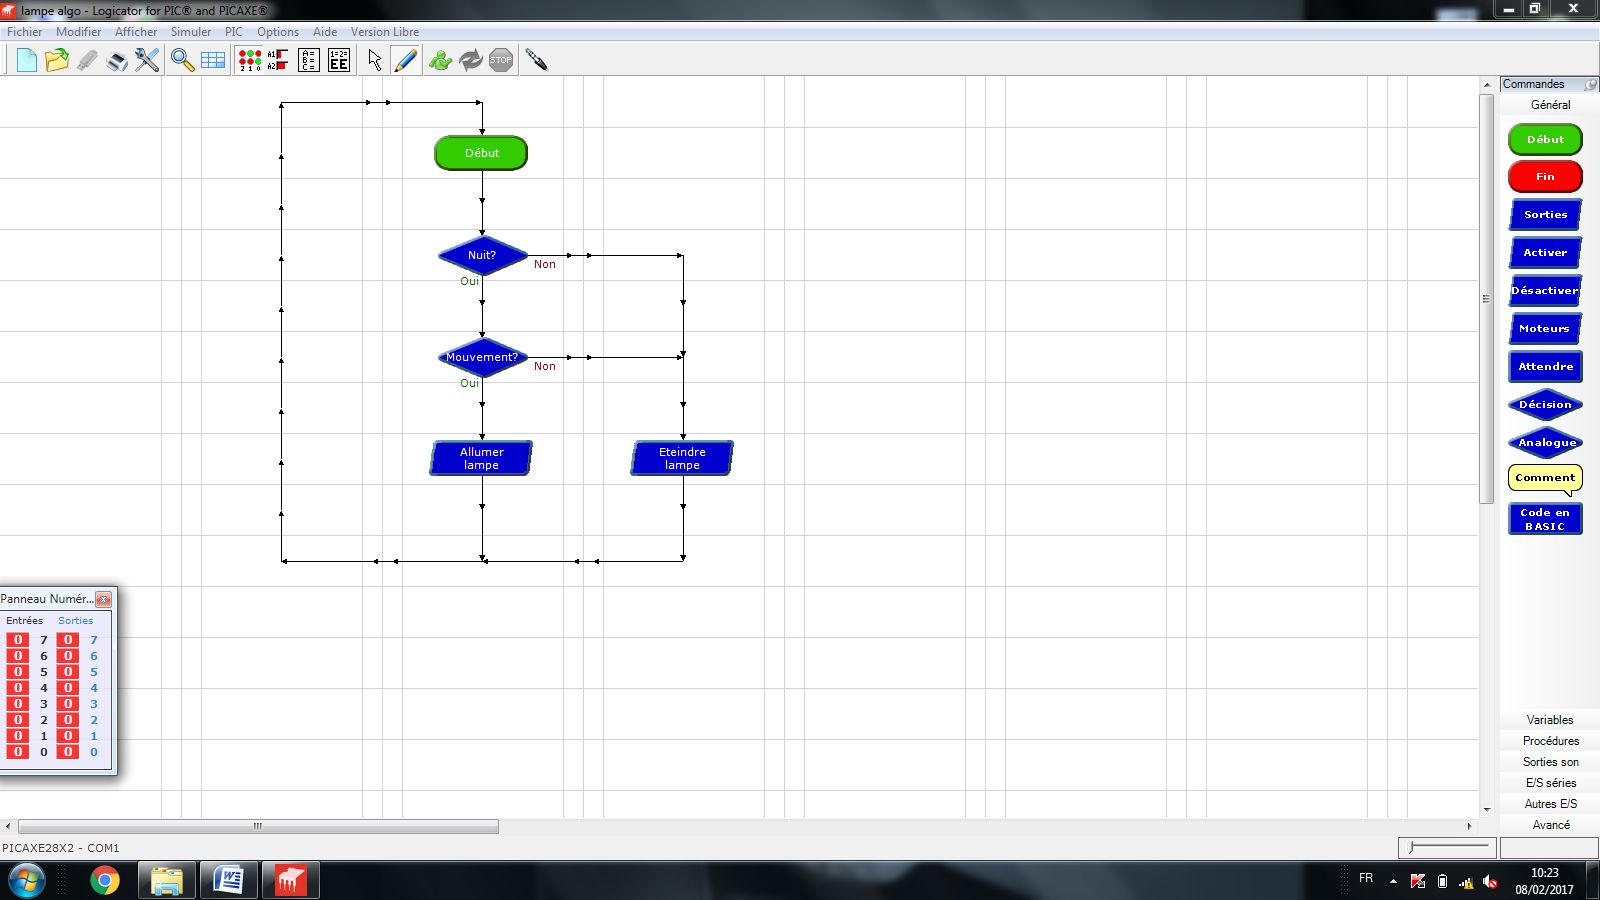 lampe algo - Logicator for PIC® and PICAXE®
Fichier Modifier Afficher Simuler PIC Options Aide Version Libre
STOP
Commandes
Général
Début
Fin
Sorties
Activer
Désactiver
Moteurs
Attendre
Décision
Analogue
Comment
Code en
BASIC
Variables
Procédures
Sorties son
E/S séries
Autres E/S
Avancé
Début
Nuit?
Non
Oui
Mouvement?
Non
Oui
Allumer
lampe
Eteindre
lampe
Panneau Numér...
Entrées Sorties
0 7 0 7
0 6 0 6
0 5 0 5
0 4 0 4
0 3 0 3
0 2 0 2
0 1 0 1
0 0 0 0
PICAXE28X2 - COM1
FR
10:23
08/02/2017